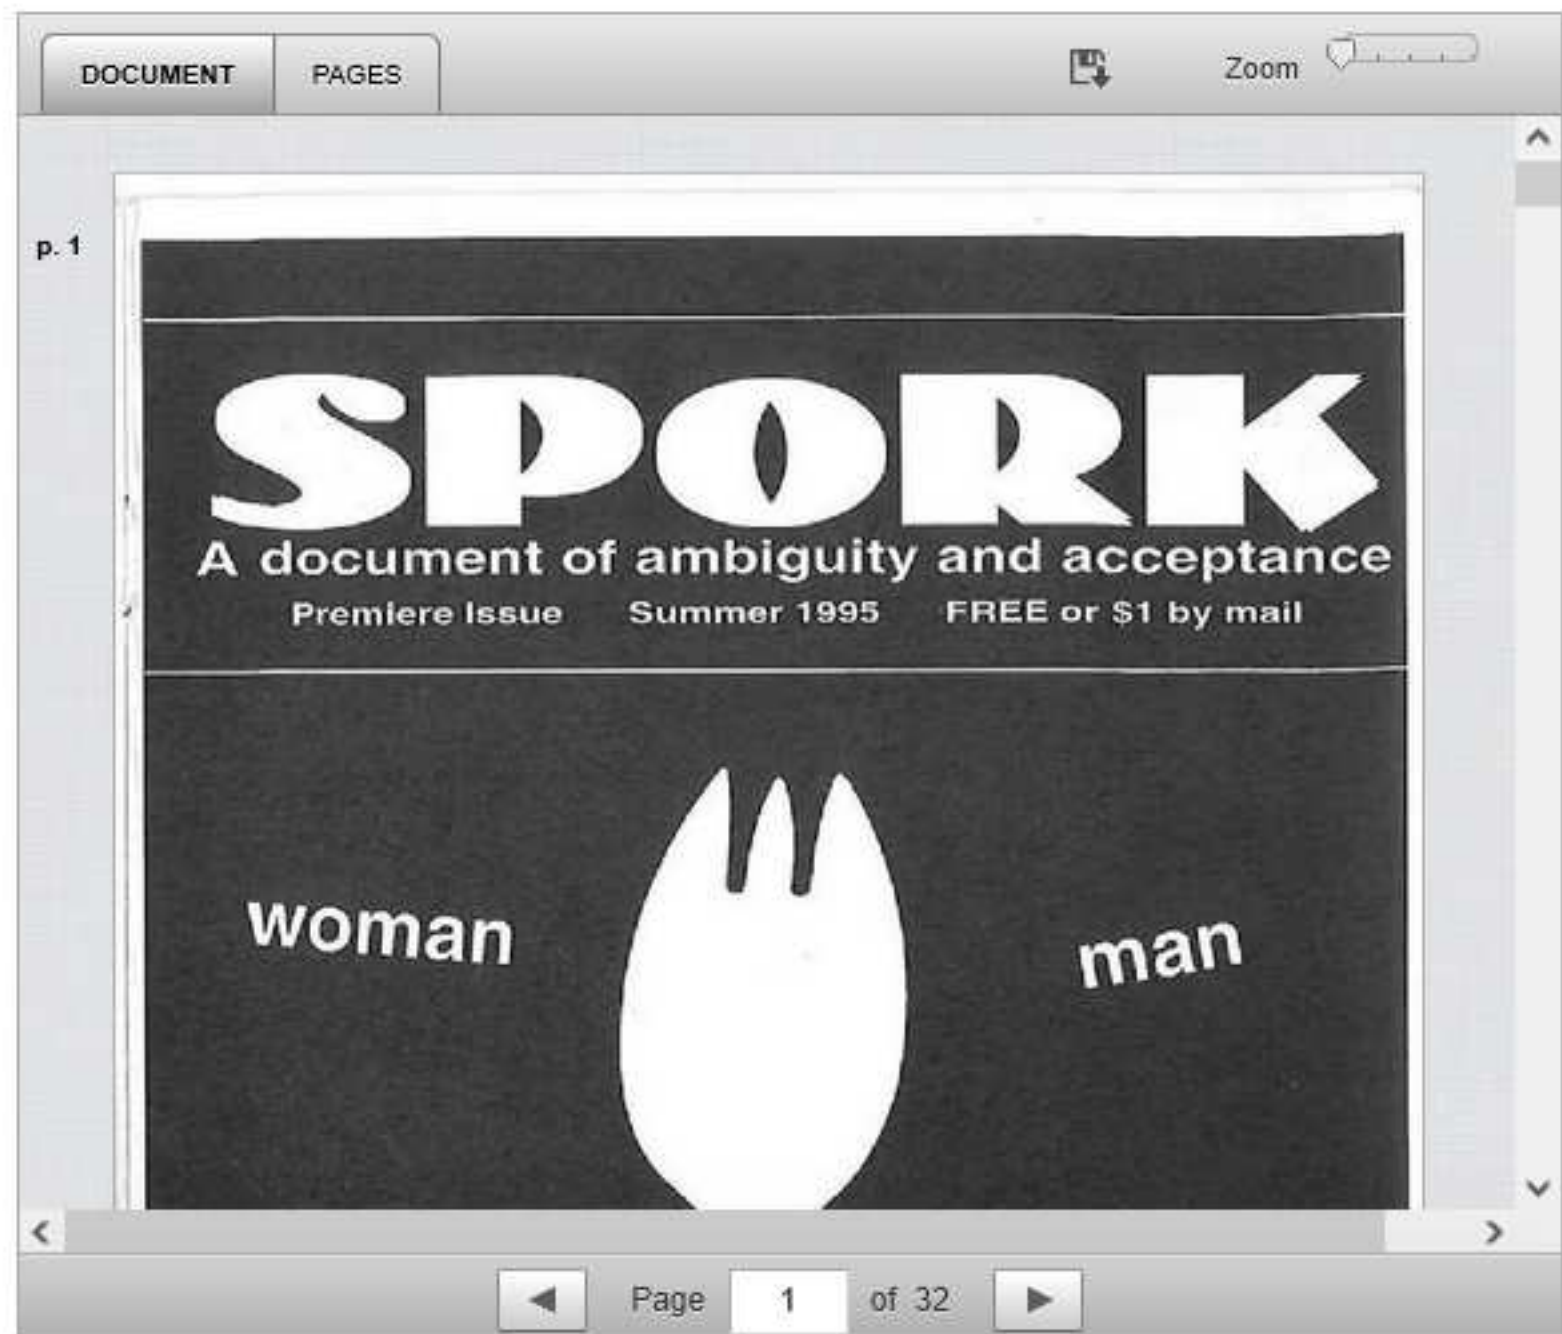 DOCUMENT PAGES Zoom
p. 1
SPORK
A document of ambiguity and acceptance
Premiere Issue Summer 1995 FREE or $1 by mail
woman man
Page 1 of 32